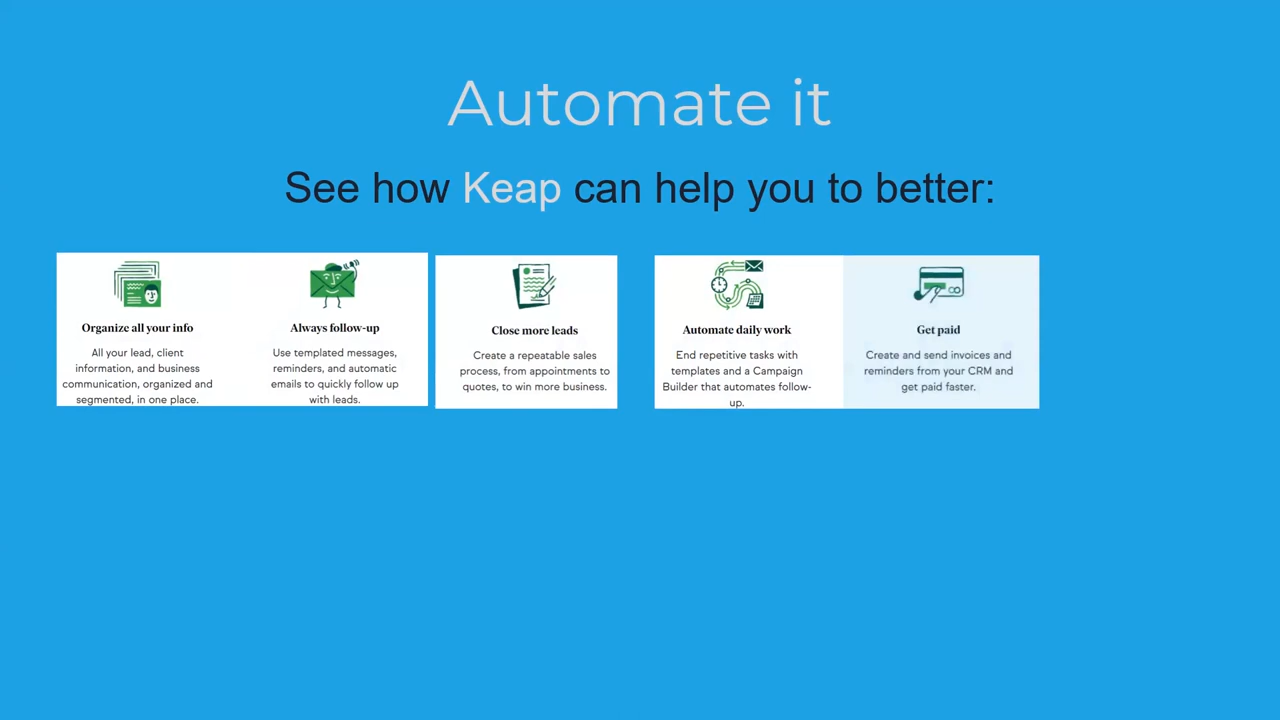 Automate it
See how Keap can help you to better:
Organize all your info
All your lead, client
information, and business
communication, organized and
segmented, in one place.
Always follow-up
Use templated messages,
reminders, and automatic
emails to quickly follow up
with leads.
Close more leads
Create a repeatable sales
process, from appointments to
quotes, to win more business.
Automate daily work
End repetitive tasks with
templates and a Campaign
Builder that automates follow-
up.
Get paid
Create and send invoices and
reminders from your CRM and
get paid faster.